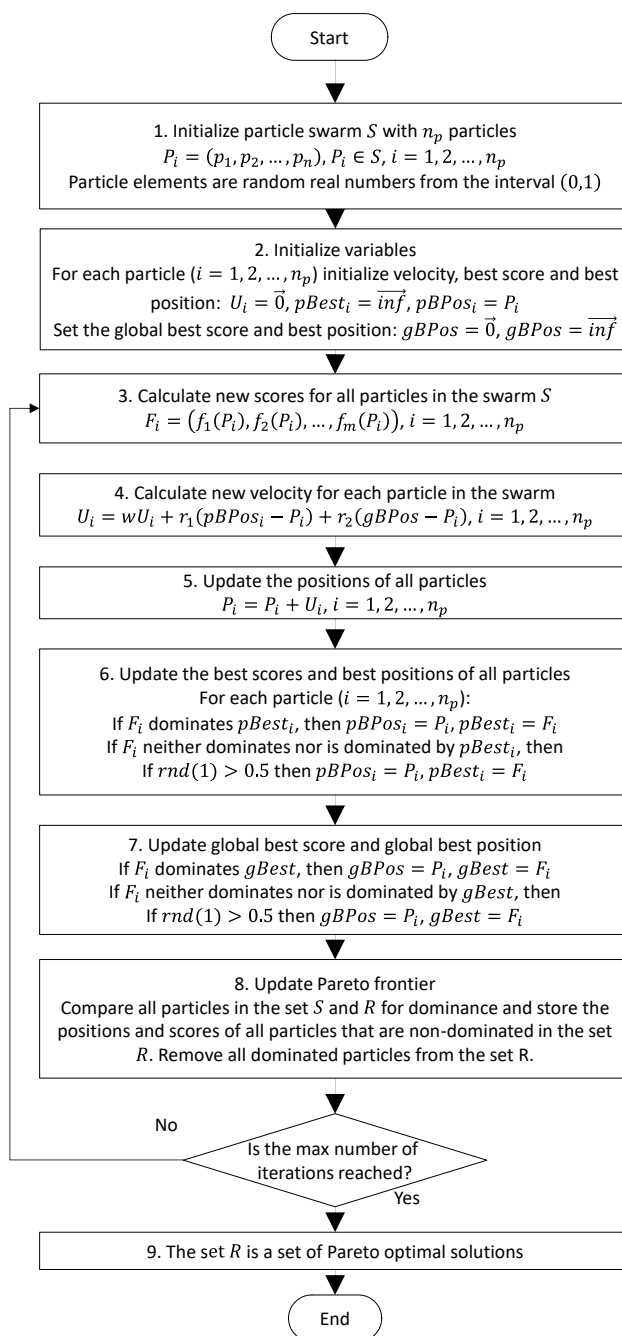 Start
1. Initialize particle swarm S with n_p particles
P_i = (p_1, p_2, … , p_n), P_i ∈ S, i = 1, 2, … , n_p
Particle elements are random real numbers from the interval (0,1)
2. Initialize variables
For each particle (i = 1, 2, … , n_p) initialize velocity, best score and best
position: U_i = \vec{0}, pBest_i = \overrightarrow{inf}, pBPos_i = P_i
Set the global best score and best position: gBPos = \vec{0}, gBPos = \overrightarrow{inf}
3. Calculate new scores for all particles in the swarm S
F_i = (f_1(P_i), f_2(P_i), … , f_m(P_i)), i = 1, 2, … , n_p
4. Calculate new velocity for each particle in the swarm
U_i = wU_i + r_1(pBPos_i − P_i) + r_2(gBPos − P_i), i = 1, 2, … , n_p
5. Update the positions of all particles
P_i = P_i + U_i, i = 1, 2, … , n_p
6. Update the best scores and best positions of all particles
For each particle (i = 1, 2, … , n_p):
If F_i dominates pBest_i, then pBPos_i = P_i, pBest_i = F_i
If F_i neither dominates nor is dominated by pBest_i, then
If rnd(1) > 0.5 then pBPos_i = P_i, pBest_i = F_i
7. Update global best score and global best position
If F_i dominates gBest, then gBPos = P_i, gBest = F_i
If F_i neither dominates nor is dominated by gBest, then
If rnd(1) > 0.5 then gBPos = P_i, gBest = F_i
8. Update Pareto frontier
Compare all particles in the set S and R for dominance and store the
positions and scores of all particles that are non-dominated in the set
R. Remove all dominated particles from the set R.
No
Is the max number of
iterations reached?
Yes
9. The set R is a set of Pareto optimal solutions
End